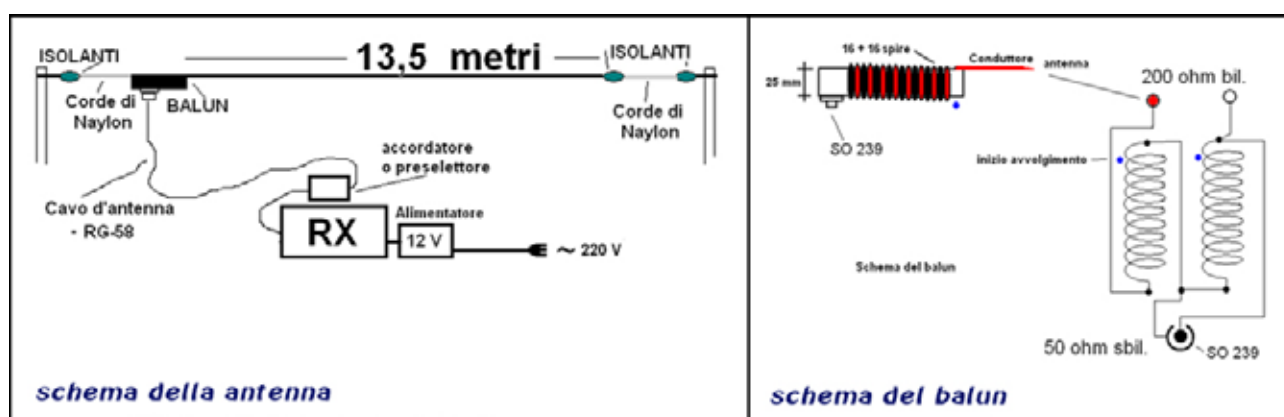 ISOLANTI
13,5 metri
ISOLANTI
Corde di
Naylon
BALUN
Corde di
Naylon
accordatore
o preselettore
Cavo d'antenna
- RG-58
RX
Alimentatore
12 V
~ 220 V
schema della antenna
16 + 16 spire
Conduttore
antenna
25 mm
SO 239
200 ohm bil.
inizio avvolgimento
Schema del balun
50 ohm sbil.
SO 239
schema del balun